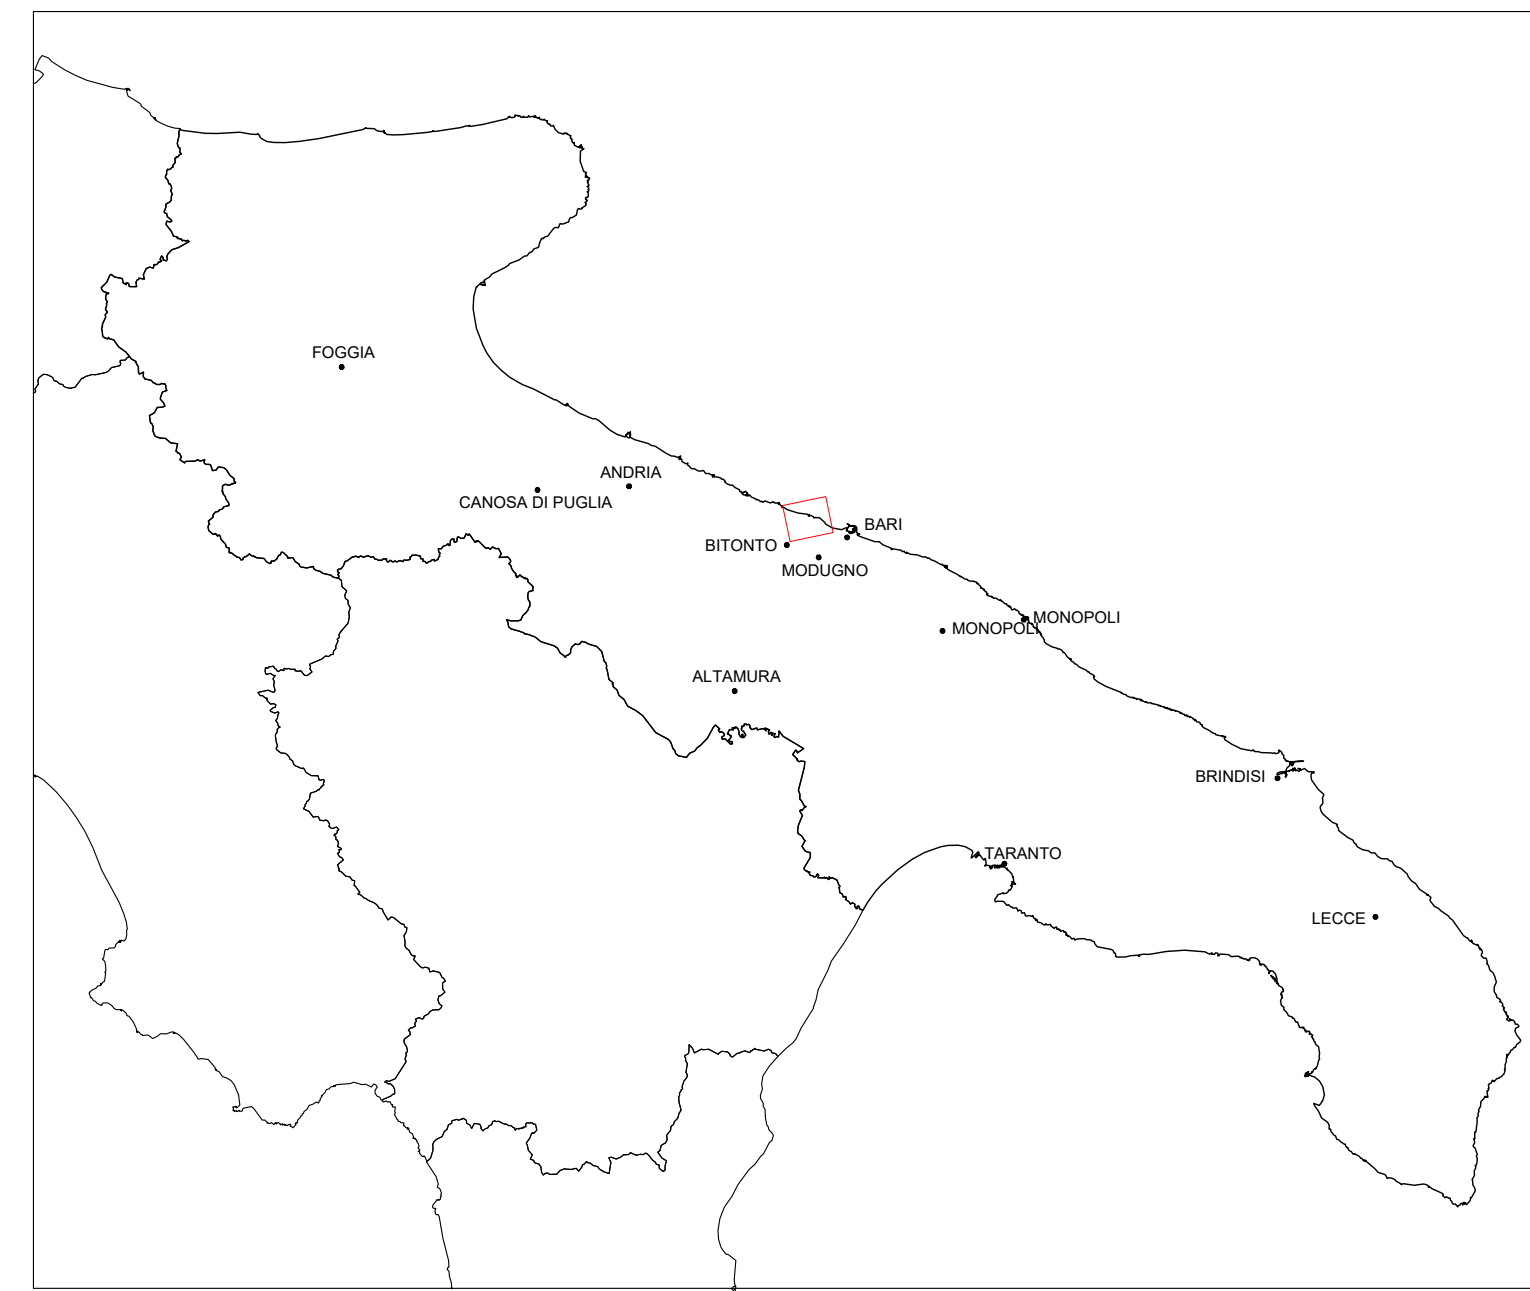 FOGGIA
ANDRIA
CANOSA DI PUGLIA
BARI
BITONTO
MODUGNO
MONOPOLI
MONOPOLI
ALTAMURA
BRINDISI
TARANTO
LECCE